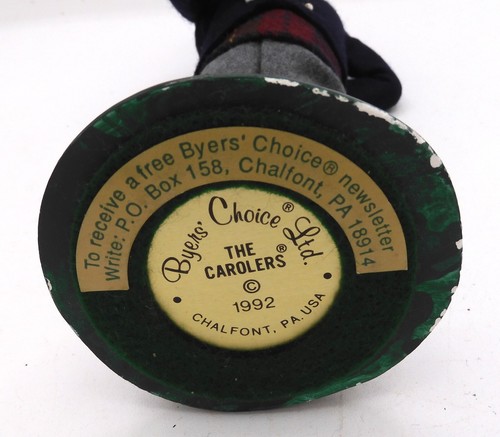 To receive a free Byers' Choice® newsletter
Write: P.O. Box 158, Chalfont, PA 18914
Byers' Choice® Ltd.
THE
CAROLERS®
©
1992
• CHALFONT, PA. USA •